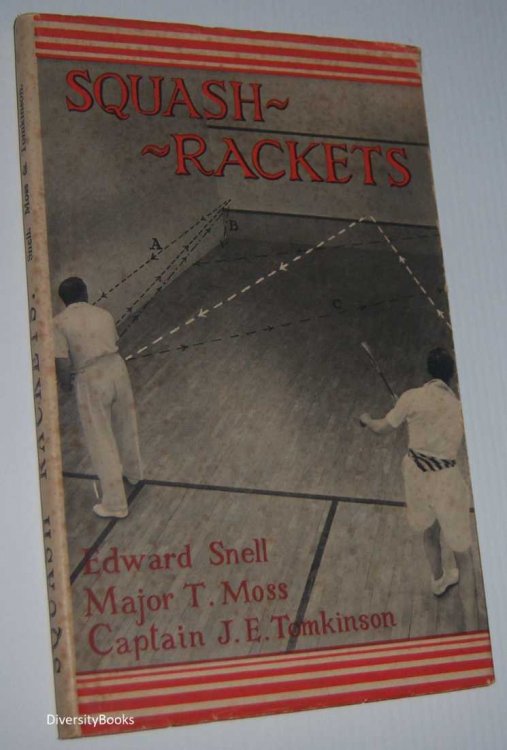 SQUASH~
~RACKETS
A
B
C
Edward Snell
Major T. Moss
Captain J. E. Tomkinson
SQUASH RACKETS. Snell, Moss & Tomkinson.
DiversityBooks